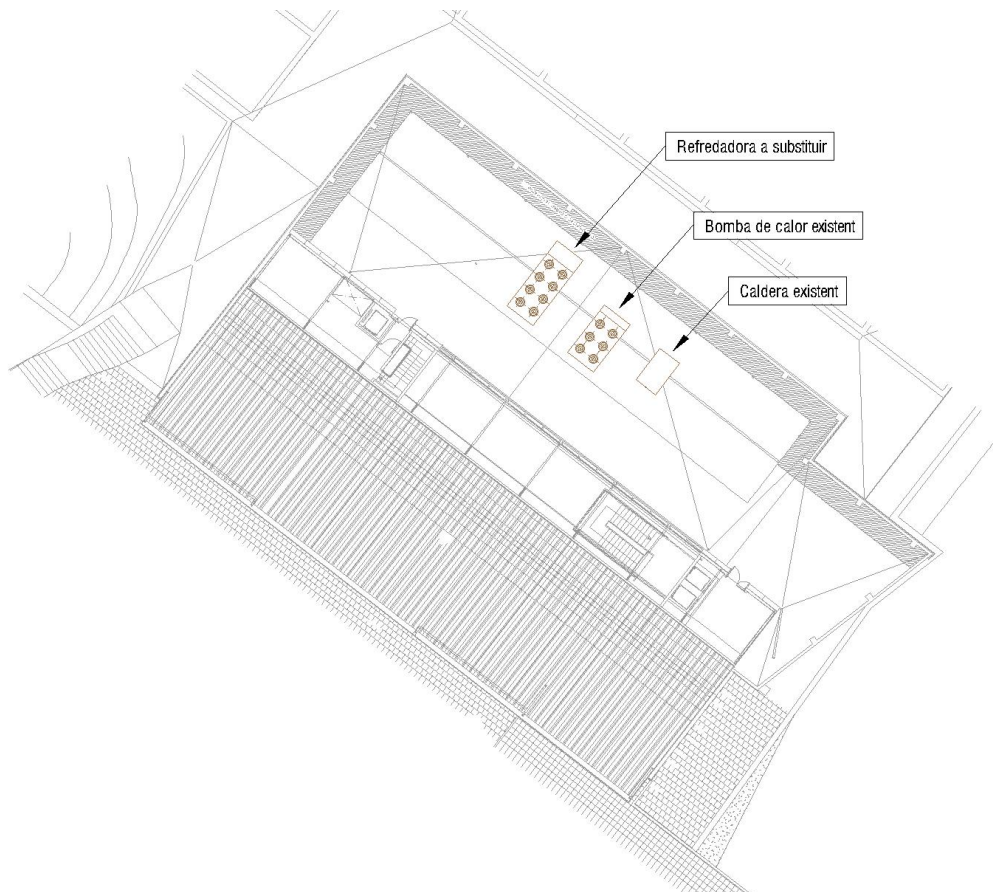 Refredadora a substituir
Bomba de calor existent
Caldera existent